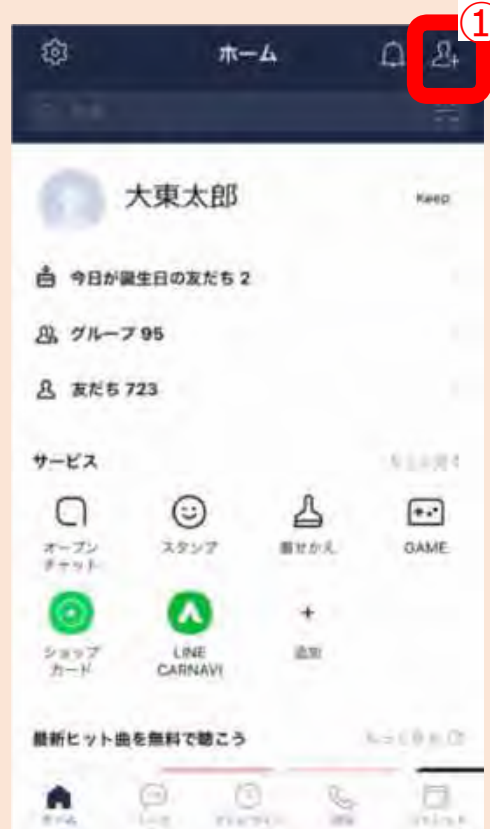 ①
ホーム
大東太郎
Keep
今日が誕生日の友だち 2
グループ 95
友だち 723
サービス
オープン
チャット
スタンプ
着せかえ
GAME
ショップ
カード
LINE
CARNAVI
追加
最新ヒット曲を無料で聴こう
ホーム